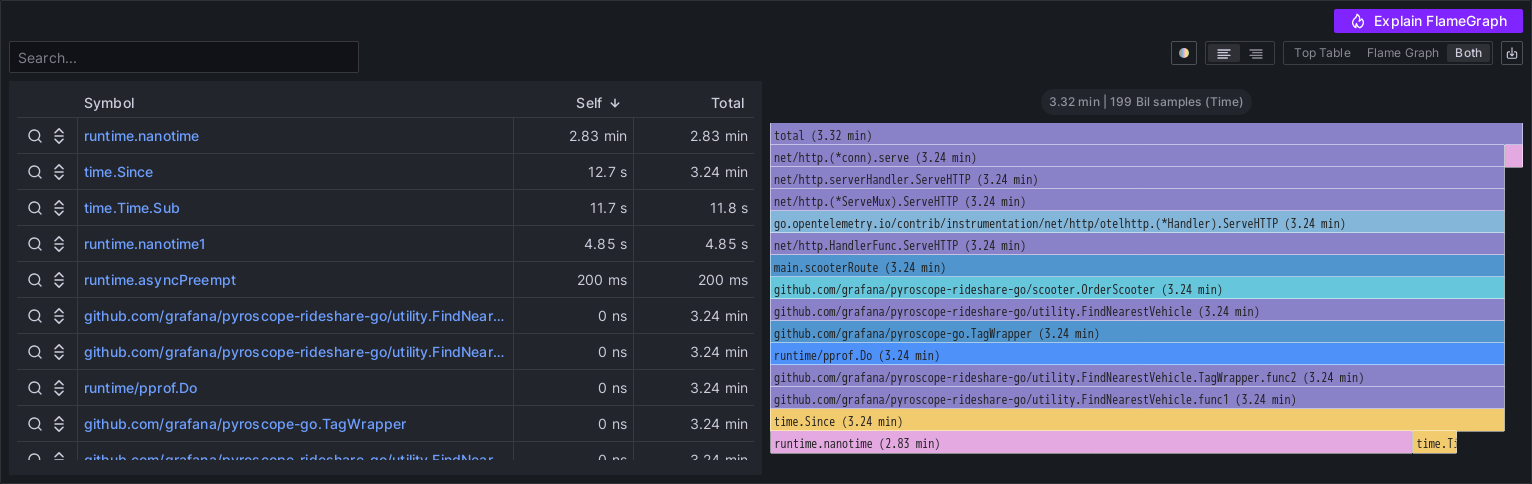 Explain FlameGraph
Search...
Top Table Flame Graph Both
Symbol Self Total
runtime.nanotime 2.83 min 2.83 min
time.Since 12.7 s 3.24 min
time.Time.Sub 11.7 s 11.8 s
runtime.nanotime1 4.85 s 4.85 s
runtime.asyncPreempt 200 ms 200 ms
github.com/grafana/pyroscope-rideshare-go/utility.FindNear... 0 ns 3.24 min
github.com/grafana/pyroscope-rideshare-go/utility.FindNear... 0 ns 3.24 min
runtime/pprof.Do 0 ns 3.24 min
github.com/grafana/pyroscope-go.TagWrapper 0 ns 3.24 min
github.com/grafana/pyroscope-rideshare-go/utility.FindNear... 0 ns 3.24 min
3.32 min | 199 Bil samples (Time)
total (3.32 min)
net/http.(*conn).serve (3.24 min)
net/http.serverHandler.ServeHTTP (3.24 min)
net/http.(*ServeMux).ServeHTTP (3.24 min)
go.opentelemetry.io/contrib/instrumentation/net/http/otelhttp.(*Handler).ServeHTTP (3.24 min)
net/http.HandlerFunc.ServeHTTP (3.24 min)
main.scooterRoute (3.24 min)
github.com/grafana/pyroscope-rideshare-go/scooter.OrderScooter (3.24 min)
github.com/grafana/pyroscope-rideshare-go/utility.FindNearestVehicle (3.24 min)
github.com/grafana/pyroscope-go.TagWrapper (3.24 min)
runtime/pprof.Do (3.24 min)
github.com/grafana/pyroscope-rideshare-go/utility.FindNearestVehicle.TagWrapper.func2 (3.24 min)
github.com/grafana/pyroscope-rideshare-go/utility.FindNearestVehicle.func1 (3.24 min)
time.Since (3.24 min)
runtime.nanotime (2.83 min) time.Ti